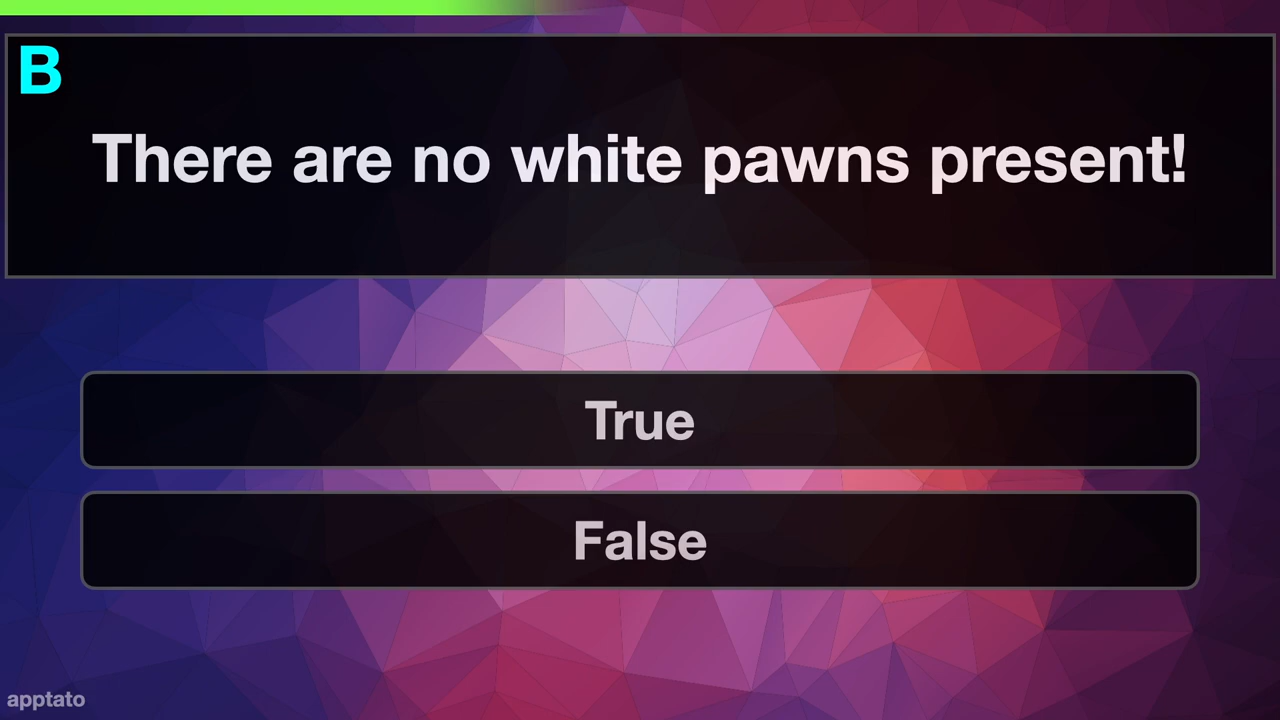 B
There are no white pawns present!
True
False
apptato